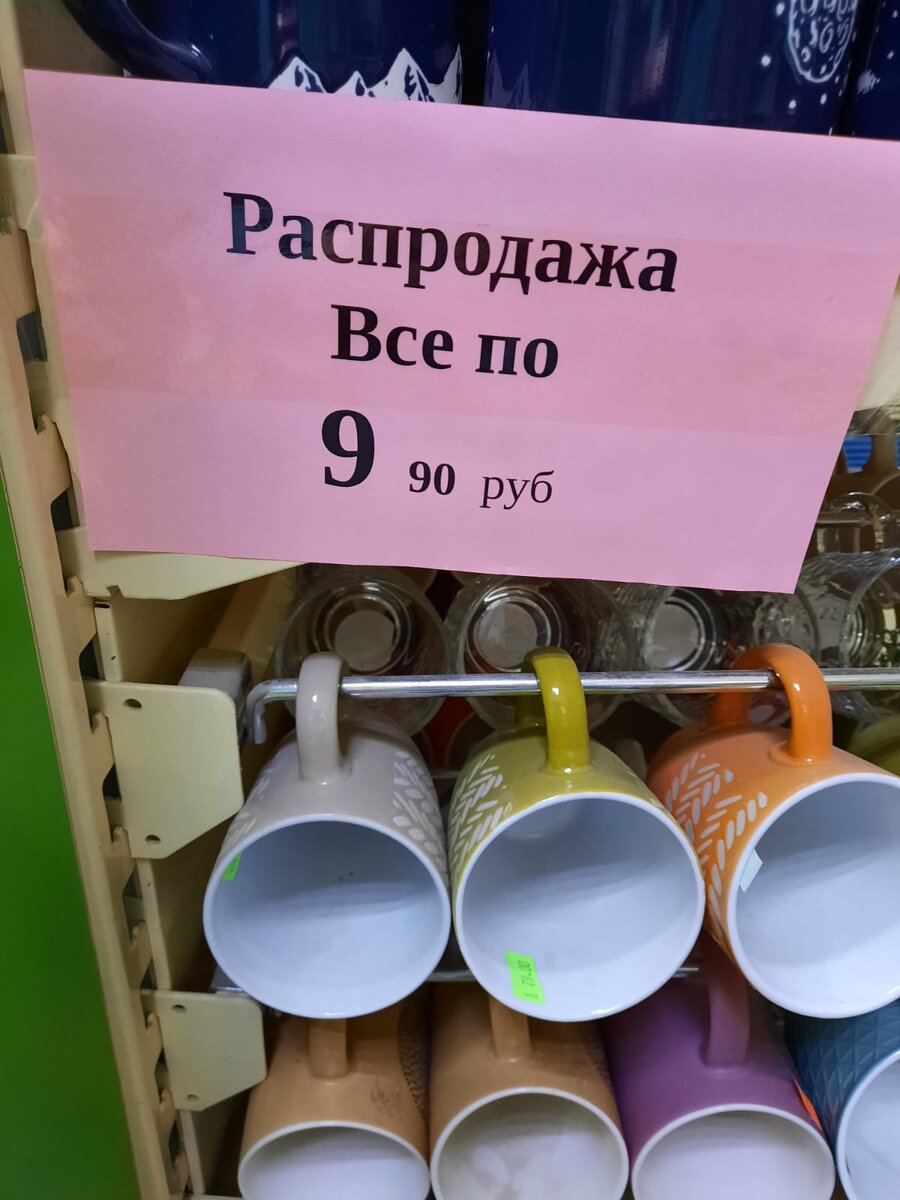 Распродажа
Все по
9 90 руб